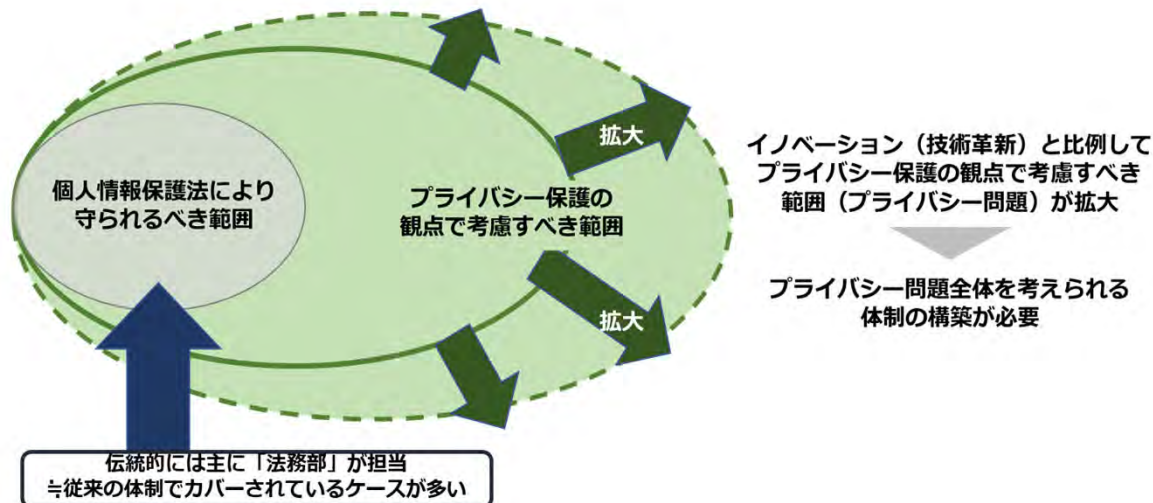 個人情報保護法により
守られるべき範囲
プライバシー保護の
観点で考慮すべき範囲
拡大
拡大
イノベーション（技術革新）と比例して
プライバシー保護の観点で考慮すべき
範囲（プライバシー問題）が拡大
プライバシー問題全体を考えられる
体制の構築が必要
伝統的には主に「法務部」が担当
≒従来の体制でカバーされているケースが多い